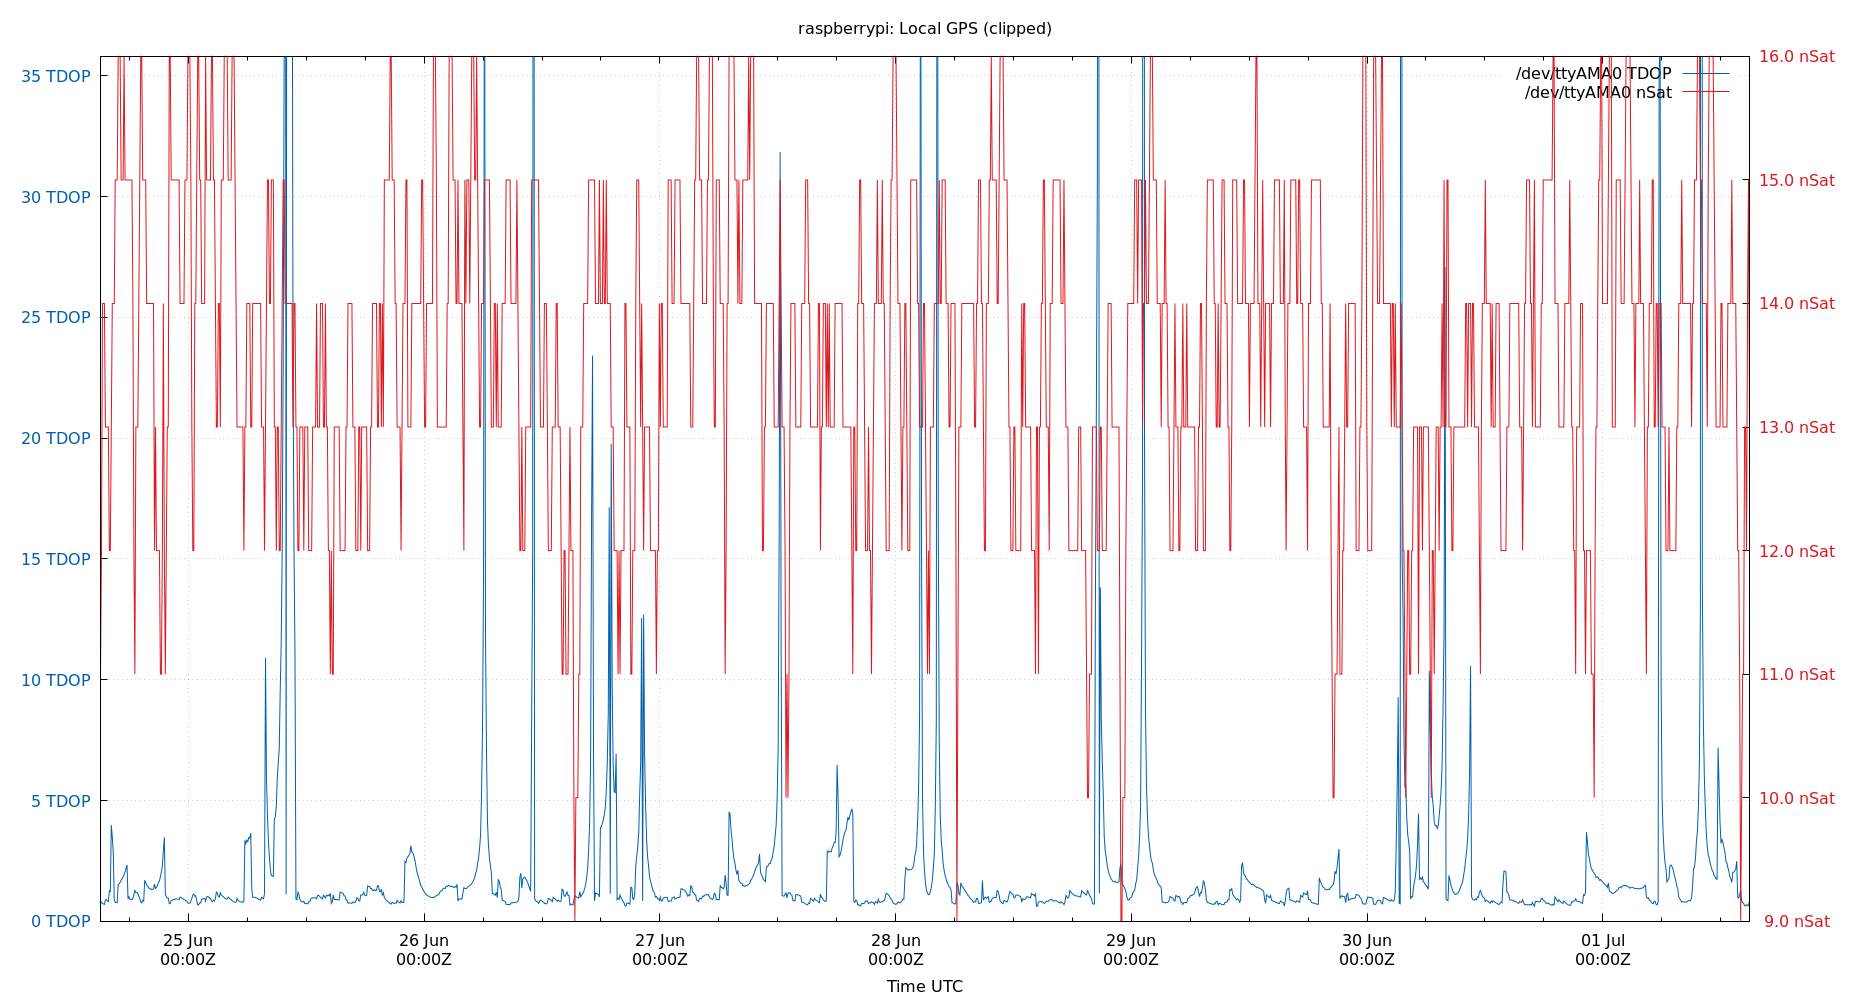 raspberrypi: Local GPS (clipped)
35 TDOP
30 TDOP
25 TDOP
20 TDOP
15 TDOP
10 TDOP
5 TDOP
0 TDOP
16.0 nSat
15.0 nSat
14.0 nSat
13.0 nSat
12.0 nSat
11.0 nSat
10.0 nSat
9.0 nSat
/dev/ttyAMA0 TDOP
/dev/ttyAMA0 nSat
25 Jun
00:00Z
26 Jun
00:00Z
27 Jun
00:00Z
28 Jun
00:00Z
29 Jun
00:00Z
30 Jun
00:00Z
01 Jul
00:00Z
Time UTC